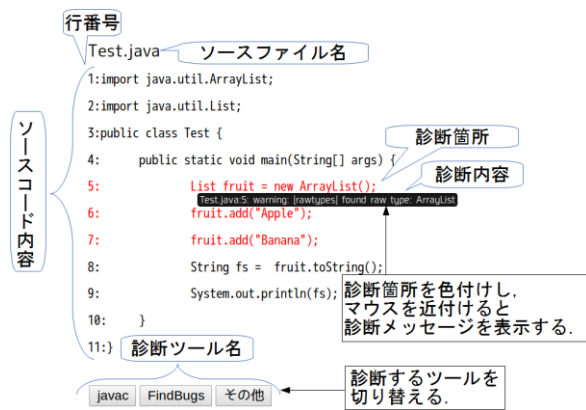 行番号
Test.java
ソースファイル名
1:import java.util.ArrayList;
2:import java.util.List;
3:public class Test {
4: public static void main(String[] args) {
5: List fruit = new ArrayList();
Test.java:5: warning: [rawtypes] found raw type: ArrayList
6: fruit.add("Apple");
7: fruit.add("Banana");
8: String fs = fruit.toString();
9: System.out.println(fs);
10: }
11:}
ソースコード内容
診断箇所
診断内容
診断箇所を色付けし,
マウスを近付けると
診断メッセージを表示する.
診断ツール名
javac
FindBugs
その他
診断するツールを
切り替える.